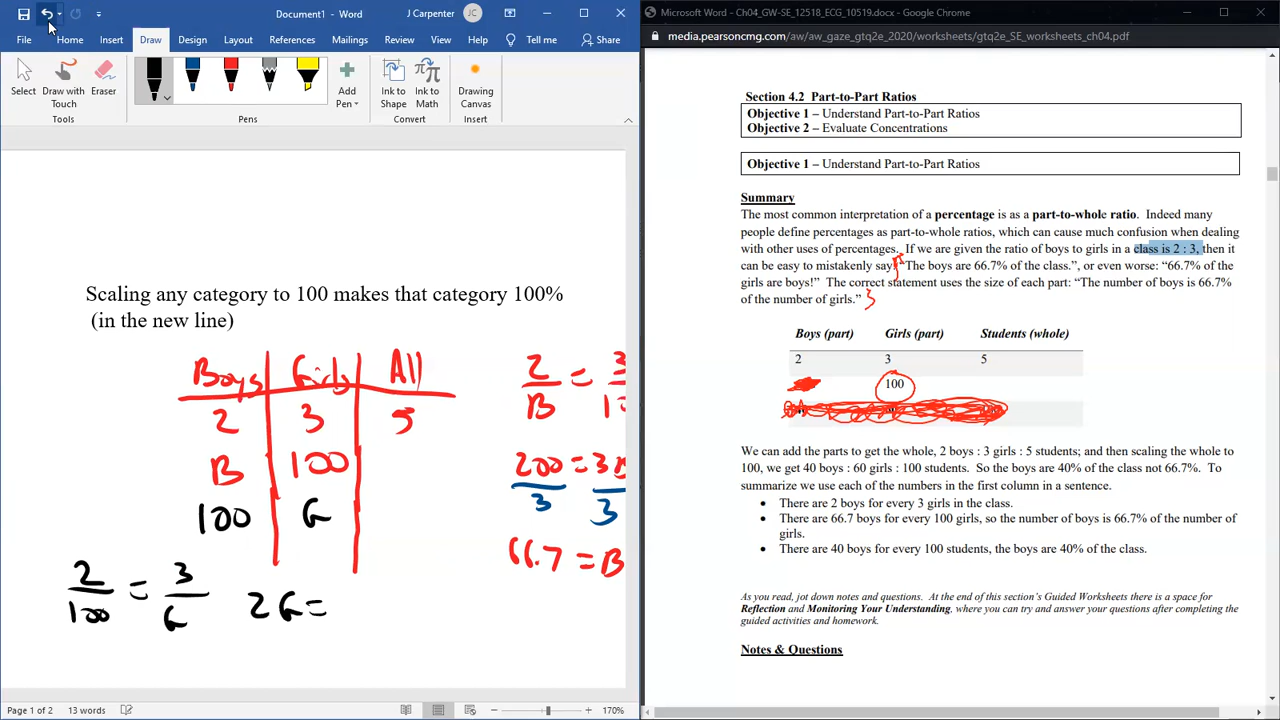 Document1 - Word
J Carpenter
JC
File
Home
Insert
Draw
Design
Layout
References
Mailings
Review
View
Help
Tell me
Share
Select
Draw with
Touch
Eraser
Add
Pen
Ink to
Shape
Ink to
Math
Drawing
Canvas
Tools
Pens
Convert
Insert
Scaling any category to 100 makes that category 100%
(in the new line)
Boys Girls All
2 3 5
B 100
100 G
2/100 = 3/G 2G=
2/B = 3/10
200 = 3B
3 3
66.7 = B
Page 1 of 2
13 words
170%
Microsoft Word - Ch04_GW-SE_12518_ECG_10519.docx - Google Chrome
media.pearsoncmg.com/aw/aw_gaze_gtq2e_2020/worksheets/gtq2e_SE_worksheets_ch04.pdf
Section 4.2 Part-to-Part Ratios
Objective 1 – Understand Part-to-Part Ratios
Objective 2 – Evaluate Concentrations
Objective 1 – Understand Part-to-Part Ratios
Summary
The most common interpretation of a percentage is as a part-to-whole ratio. Indeed many
people define percentages as part-to-whole ratios, which can cause much confusion when dealing
with other uses of percentages. If we are given the ratio of boys to girls in a class is 2 : 3, then it
can be easy to mistakenly say: “The boys are 66.7% of the class.”, or even worse: “66.7% of the
girls are boys!” The correct statement uses the size of each part: “The number of boys is 66.7%
of the number of girls.” 3
Boys (part) Girls (part) Students (whole)
2 3 5
100
We can add the parts to get the whole, 2 boys : 3 girls : 5 students; and then scaling the whole to
100, we get 40 boys : 60 girls : 100 students. So the boys are 40% of the class not 66.7%. To
summarize we use each of the numbers in the first column in a sentence.
• There are 2 boys for every 3 girls in the class.
• There are 66.7 boys for every 100 girls, so the number of boys is 66.7% of the number of
girls.
• There are 40 boys for every 100 students, the boys are 40% of the class.
As you read, jot down notes and questions. At the end of this section’s Guided Worksheets there is a space for
Reflection and Monitoring Your Understanding, where you can try and answer your questions after completing the
guided activities and homework.
Notes & Questions